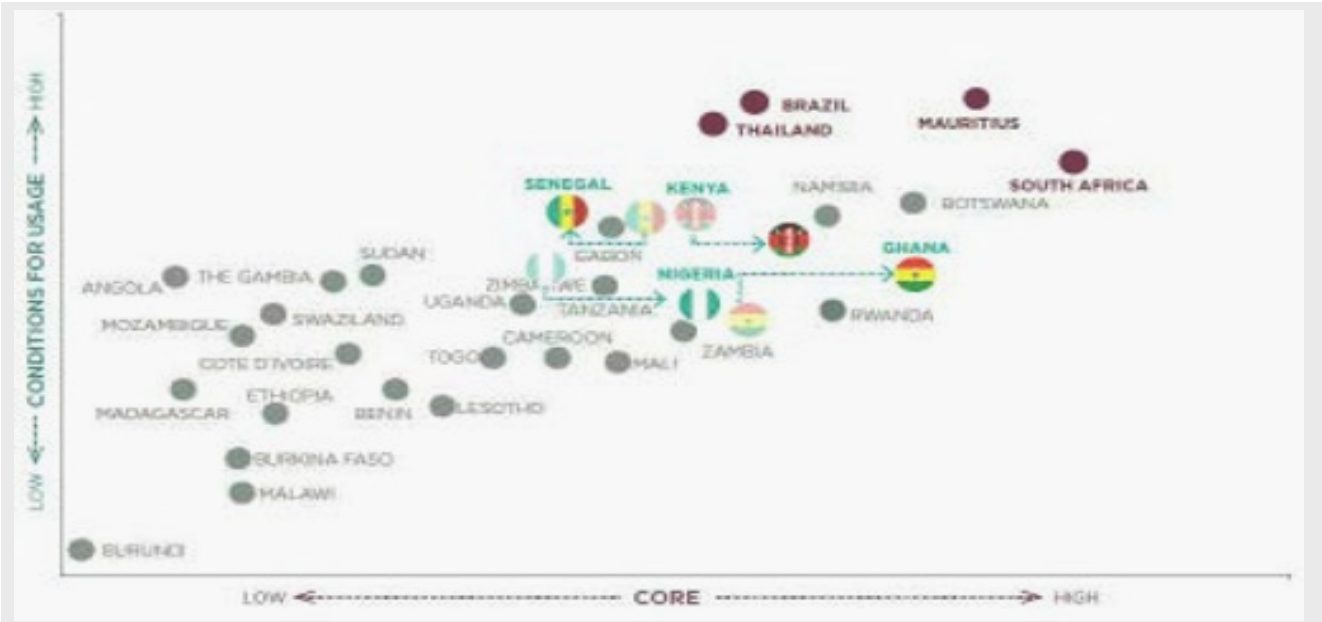 HIGH
CONDITIONS FOR USAGE
LOW
BRAZIL
THAILAND
MAURITIUS
SOUTH AFRICA
SENEGAL
KENYA
NAMIBIA
BOTSWANA
GABON
GHANA
SUDAN
ANGOLA
THE GAMBIA
NIGERIA
UGANDA
TANZANIA
RWANDA
MOZAMBIQUE
SWAZILAND
CAMEROON
ZAMBIA
COTE D'IVOIRE
TOGO
MALI
MADAGASCAR
ETHIOPIA
BENIN
LESOTHO
BURKINA FASO
MALAWI
BURUNDI
LOW
CORE
HIGH